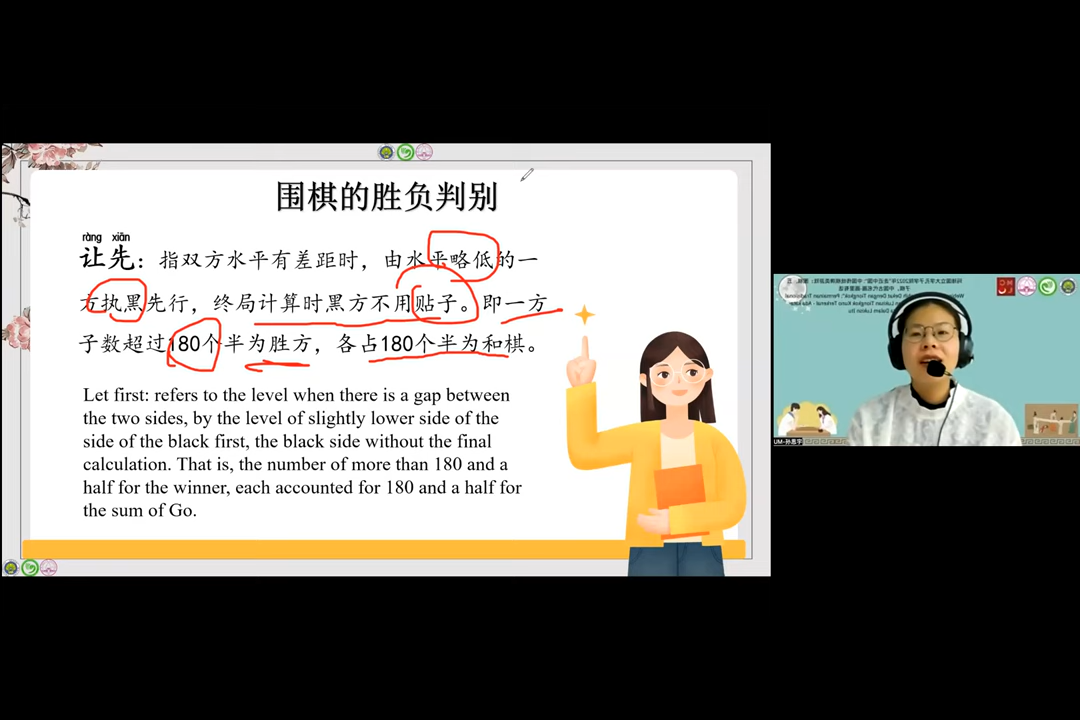 围棋的胜负判别
ràng xiān
让先：指双方水平有差距时，由水平略低的一
方执黑先行，终局计算时黑方不用贴子。即一方
子数超过180个半为胜方，各占180个半为和棋。
Let first: refers to the level when there is a gap between
the two sides, by the level of slightly lower side of the
side of the black first, the black side without the final
calculation. That is, the number of more than 180 and a
half for the winner, each accounted for 180 and a half for
the sum of Go.
UM-孙思宇